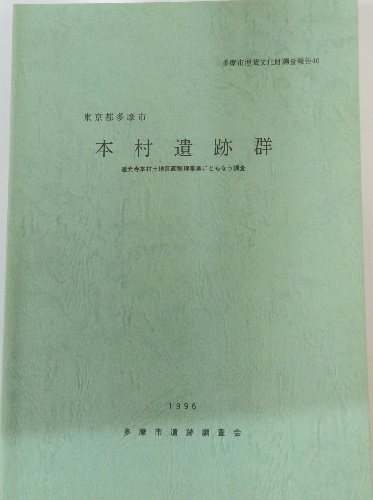 多摩市埋蔵文化財調査報告40
東京都多摩市
本村遺跡群
連光寺本村土地区画整理事業にともなう調査
1996
多摩市遺跡調査会